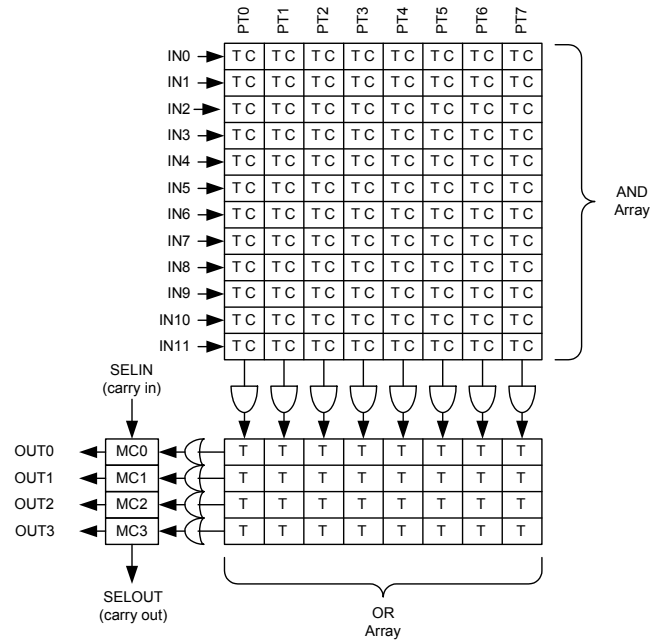 PT0 PT1 PT2 PT3 PT4 PT5 PT6 PT7
IN0 T C T C T C T C T C T C T C T C
IN1 T C T C T C T C T C T C T C T C
IN2 T C T C T C T C T C T C T C T C
IN3 T C T C T C T C T C T C T C T C
IN4 T C T C T C T C T C T C T C T C
IN5 T C T C T C T C T C T C T C T C
IN6 T C T C T C T C T C T C T C T C
IN7 T C T C T C T C T C T C T C T C
IN8 T C T C T C T C T C T C T C T C
IN9 T C T C T C T C T C T C T C T C
IN10 T C T C T C T C T C T C T C T C
IN11 T C T C T C T C T C T C T C T C
AND
Array
SELIN
(carry in)
OUT0 MC0 T T T T T T T T
OUT1 MC1 T T T T T T T T
OUT2 MC2 T T T T T T T T
OUT3 MC3 T T T T T T T T
SELOUT
(carry out)
OR
Array